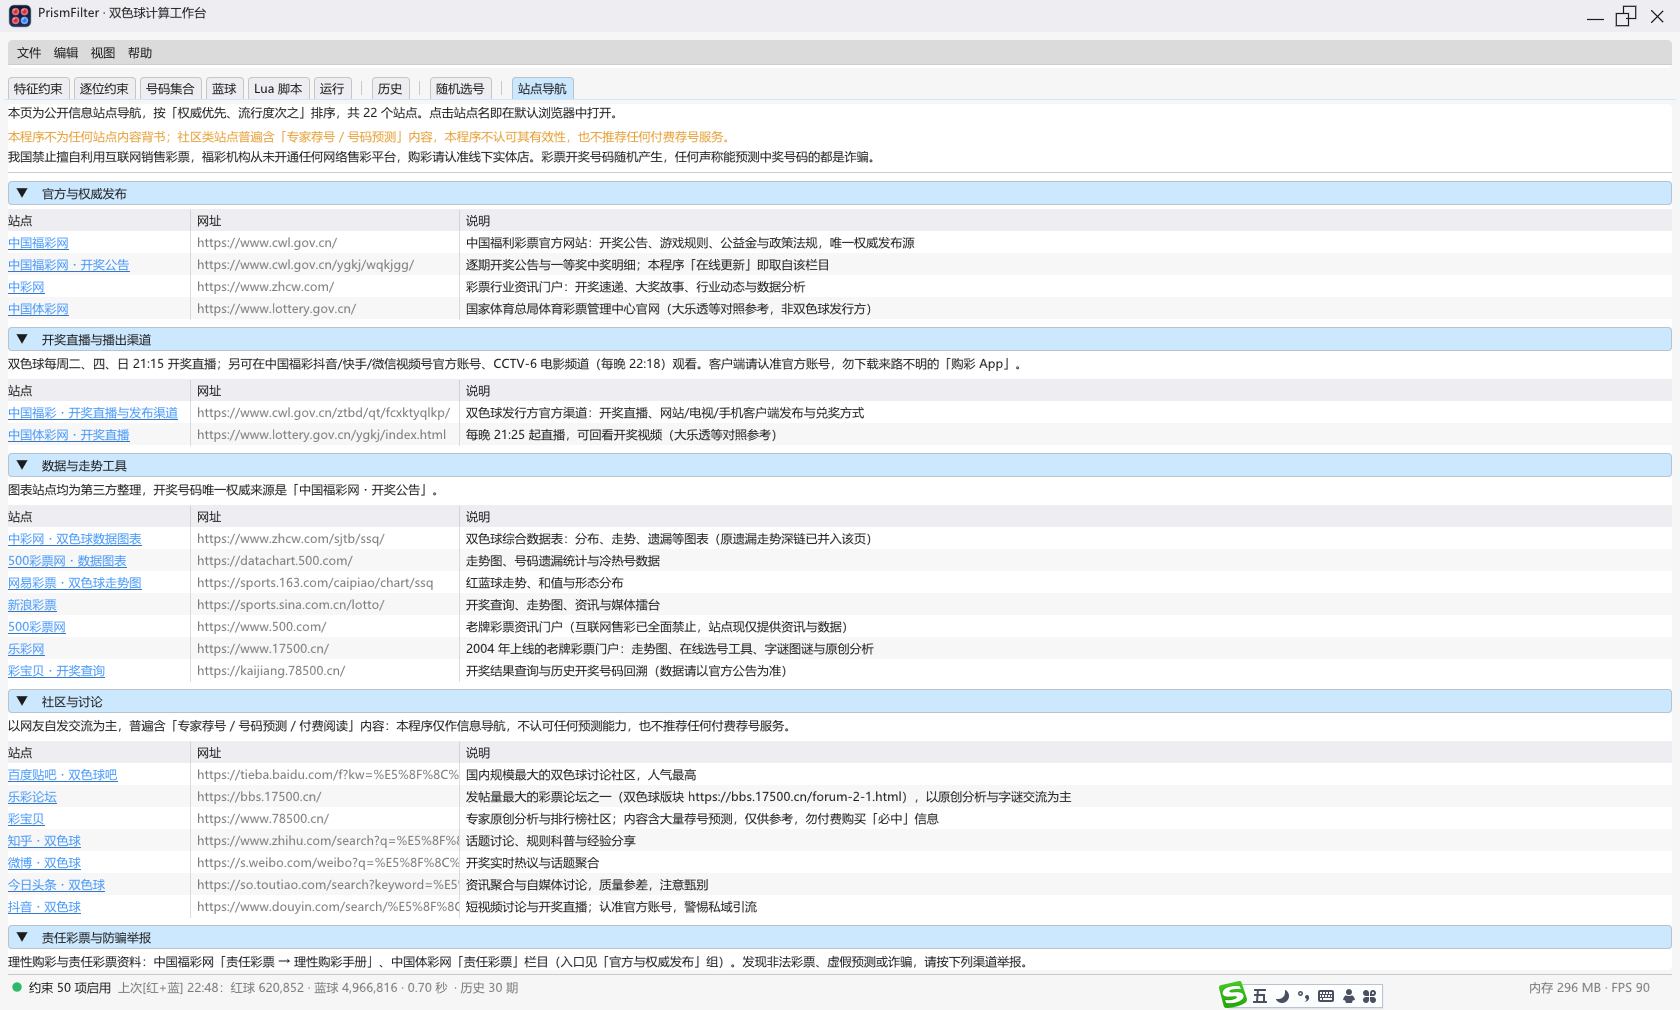 PrismFilter · 双色球计算工作台
文件 编辑 视图 帮助
特征约束 逐位约束 号码集合 蓝球 Lua 脚本 运行 历史 随机选号 站点导航
本页为公开信息站点导航，按「权威优先、流行度次之」排序，共 22 个站点。点击站点名即在默认浏览器中打开。
本程序不为任何站点内容背书；社区类站点普遍含「专家荐号 / 号码预测」内容，本程序不认可其有效性，也不推荐任何付费荐号服务。
我国禁止擅自利用互联网销售彩票，福彩机构从未开通任何网络售彩平台，购彩请认准线下实体店。彩票开奖号码随机产生，任何声称能预测中奖号码的都是诈骗。
▼ 官方与权威发布
站点 网址 说明
中国福彩网 https://www.cwl.gov.cn/ 中国福利彩票官方网站：开奖公告、游戏规则、公益金与政策法规，唯一权威发布源
中国福彩网 · 开奖公告 https://www.cwl.gov.cn/ygkj/wqkjgg/ 逐期开奖公告与一等奖中奖明细；本程序「在线更新」即取自该栏目
中彩网 https://www.zhcw.com/ 彩票行业资讯门户：开奖速递、大奖故事、行业动态与数据分析
中国体彩网 https://www.lottery.gov.cn/ 国家体育总局体育彩票管理中心官网（大乐透等对照参考，非双色球发行方）
▼ 开奖直播与播出渠道
双色球每周二、四、日 21:15 开奖直播；另可在中国福彩抖音/快手/微信视频号官方账号、CCTV-6 电影频道（每晚 22:18）观看。客户端请认准官方账号，勿下载来路不明的「购彩 App」。
站点 网址 说明
中国福彩 · 开奖直播与发布渠道 https://www.cwl.gov.cn/ztbd/qt/fcxktyqlkp/ 双色球发行方官方渠道：开奖直播、网站/电视/手机客户端发布与兑奖方式
中国体彩网 · 开奖直播 https://www.lottery.gov.cn/ygkj/index.html 每晚 21:25 起直播，可回看开奖视频（大乐透等对照参考）
▼ 数据与走势工具
图表站点均为第三方整理，开奖号码唯一权威来源是「中国福彩网 · 开奖公告」。
站点 网址 说明
中彩网 · 双色球数据图表 https://www.zhcw.com/sjtb/ssq/ 双色球综合数据表：分布、走势、遗漏等图表（原遗漏走势深链已并入该页）
500彩票网 · 数据图表 https://datachart.500.com/ 走势图、号码遗漏统计与冷热号数据
网易彩票 · 双色球走势图 https://sports.163.com/caipiao/chart/ssq 红蓝球走势、和值与形态分布
新浪彩票 https://sports.sina.com.cn/lotto/ 开奖查询、走势图、资讯与媒体擂台
500彩票网 https://www.500.com/ 老牌彩票资讯门户（互联网售彩已全面禁止，站点现仅提供资讯与数据）
乐彩网 https://www.17500.cn/ 2004 年上线的老牌彩票门户：走势图、在线选号工具、字谜图谜与原创分析
彩宝贝 · 开奖查询 https://kaijiang.78500.cn/ 开奖结果查询与历史开奖号码回溯（数据请以官方公告为准）
▼ 社区与讨论
以网友自发交流为主，普遍含「专家荐号 / 号码预测 / 付费阅读」内容：本程序仅作信息导航，不认可任何预测能力，也不推荐任何付费荐号服务。
站点 网址 说明
百度贴吧 · 双色球吧 https://tieba.baidu.com/f?kw=%E5%8F%8C% 国内规模最大的双色球讨论社区，人气最高
乐彩论坛 https://bbs.17500.cn/ 发帖量最大的彩票论坛之一（双色球版块 https://bbs.17500.cn/forum-2-1.html），以原创分析与字谜交流为主
彩宝贝 https://www.78500.cn/ 专家原创分析与排行榜社区；内容含大量荐号预测，仅供参考，勿付费购买「必中」信息
知乎 · 双色球 https://www.zhihu.com/search?q=%E5%8F%8 话题讨论、规则科普与经验分享
微博 · 双色球 https://s.weibo.com/weibo?q=%E5%8F%8C% 开奖实时热议与话题聚合
今日头条 · 双色球 https://so.toutiao.com/search?keyword=%E5 资讯聚合与自媒体讨论，质量参差，注意甄别
抖音 · 双色球 https://www.douyin.com/search/%E5%8F%8C 短视频讨论与开奖直播；认准官方账号，警惕私域引流
▼ 责任彩票与防骗举报
理性购彩与责任彩票资料：中国福彩网「责任彩票 → 理性购彩手册」、中国体彩网「责任彩票」栏目（入口见「官方与权威发布」组）。发现非法彩票、虚假预测或诈骗，请按下列渠道举报。
约束 50 项启用 上次[红+蓝] 22:48：红球 620,852 · 蓝球 4,966,816 · 0.70 秒 · 历史 30 期 五 内存 296 MB · FPS 90